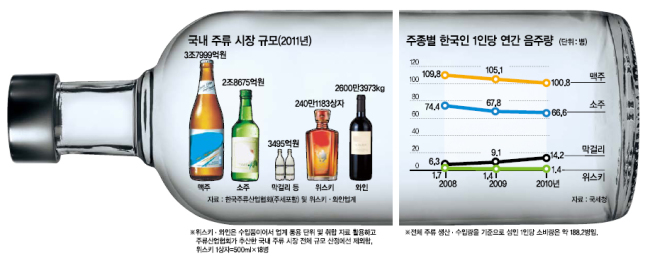 국내 주류 시장 규모(2011년)
3조7999억원
2조8675억원
3495억원
240만1183상자
2600만3973kg
맥주
소주
막걸리 등
위스키
와인
자료 : 한국주류산업협회(주세포함) 및 위스키·와인업계
※위스키·와인은 수입품이어서 업계 통용 단위 및 취합 자료 활용하고
주류산업협회가 추산한 국내 주류 시장 전체 규모 산정에선 제외함,
위스키 1상자=500ml×18병
주종별 한국인 1인당 연간 음주량 (단위:병)
120
100
80
60
40
20
0
109.8
105.1
100.8
맥주
74.4
67.8
66.6
소주
6.3
9.1
14.2
막걸리
1.7
1.4
1.4
위스키
2008
2009
2010년
자료 : 국세청
※전체 주류 생산·수입량을 기준으로 성인 1인당 소비량은 약 188.2병임.